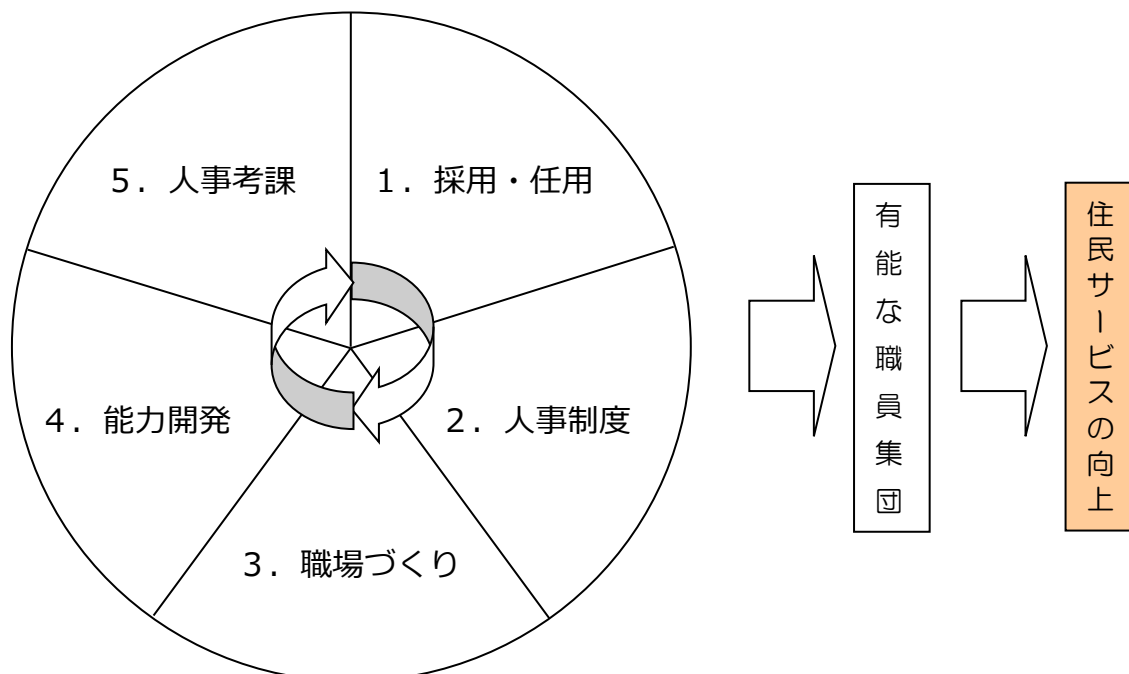 5．人事考課
1．採用・任用
4．能力開発
2．人事制度
3．職場づくり
有能な職員集団
住民サービスの向上